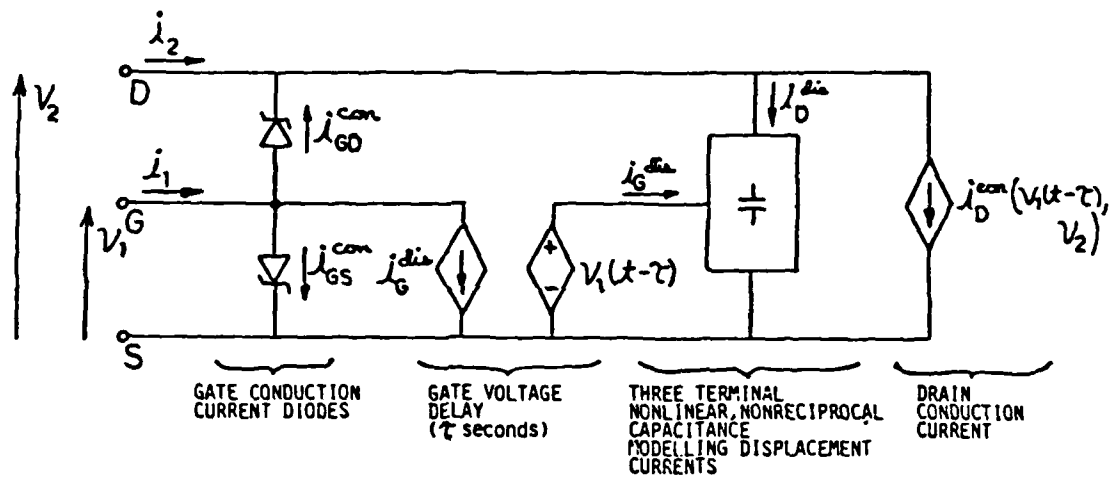 i₂
D
V₂
i_GD^con
i_D^dis
i₁
G
V₁
i_G^dis
i_D^con(V₁(t-τ),
V₂)
i_GS^con
i_G^dis
+
-
V₁(t-τ)
S
GATE CONDUCTION
CURRENT DIODES
GATE VOLTAGE
DELAY
(τ seconds)
THREE TERMINAL
NONLINEAR, NONRECIPROCAL
CAPACITANCE
MODELLING DISPLACEMENT
CURRENTS
DRAIN
CONDUCTION
CURRENT